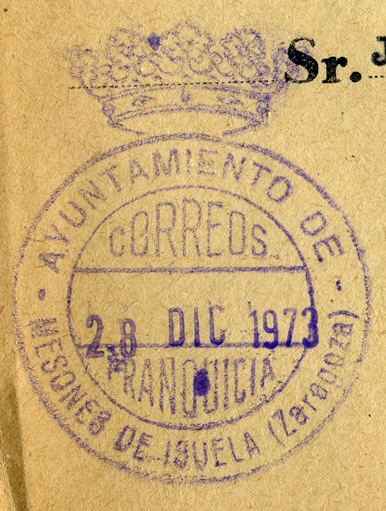 Sr. J
· AYUNTAMIENTO DE ·
CORREOS
28 DIC 1973
FRANQUICIA
MESONES DE ISUELA (Zaragoza)